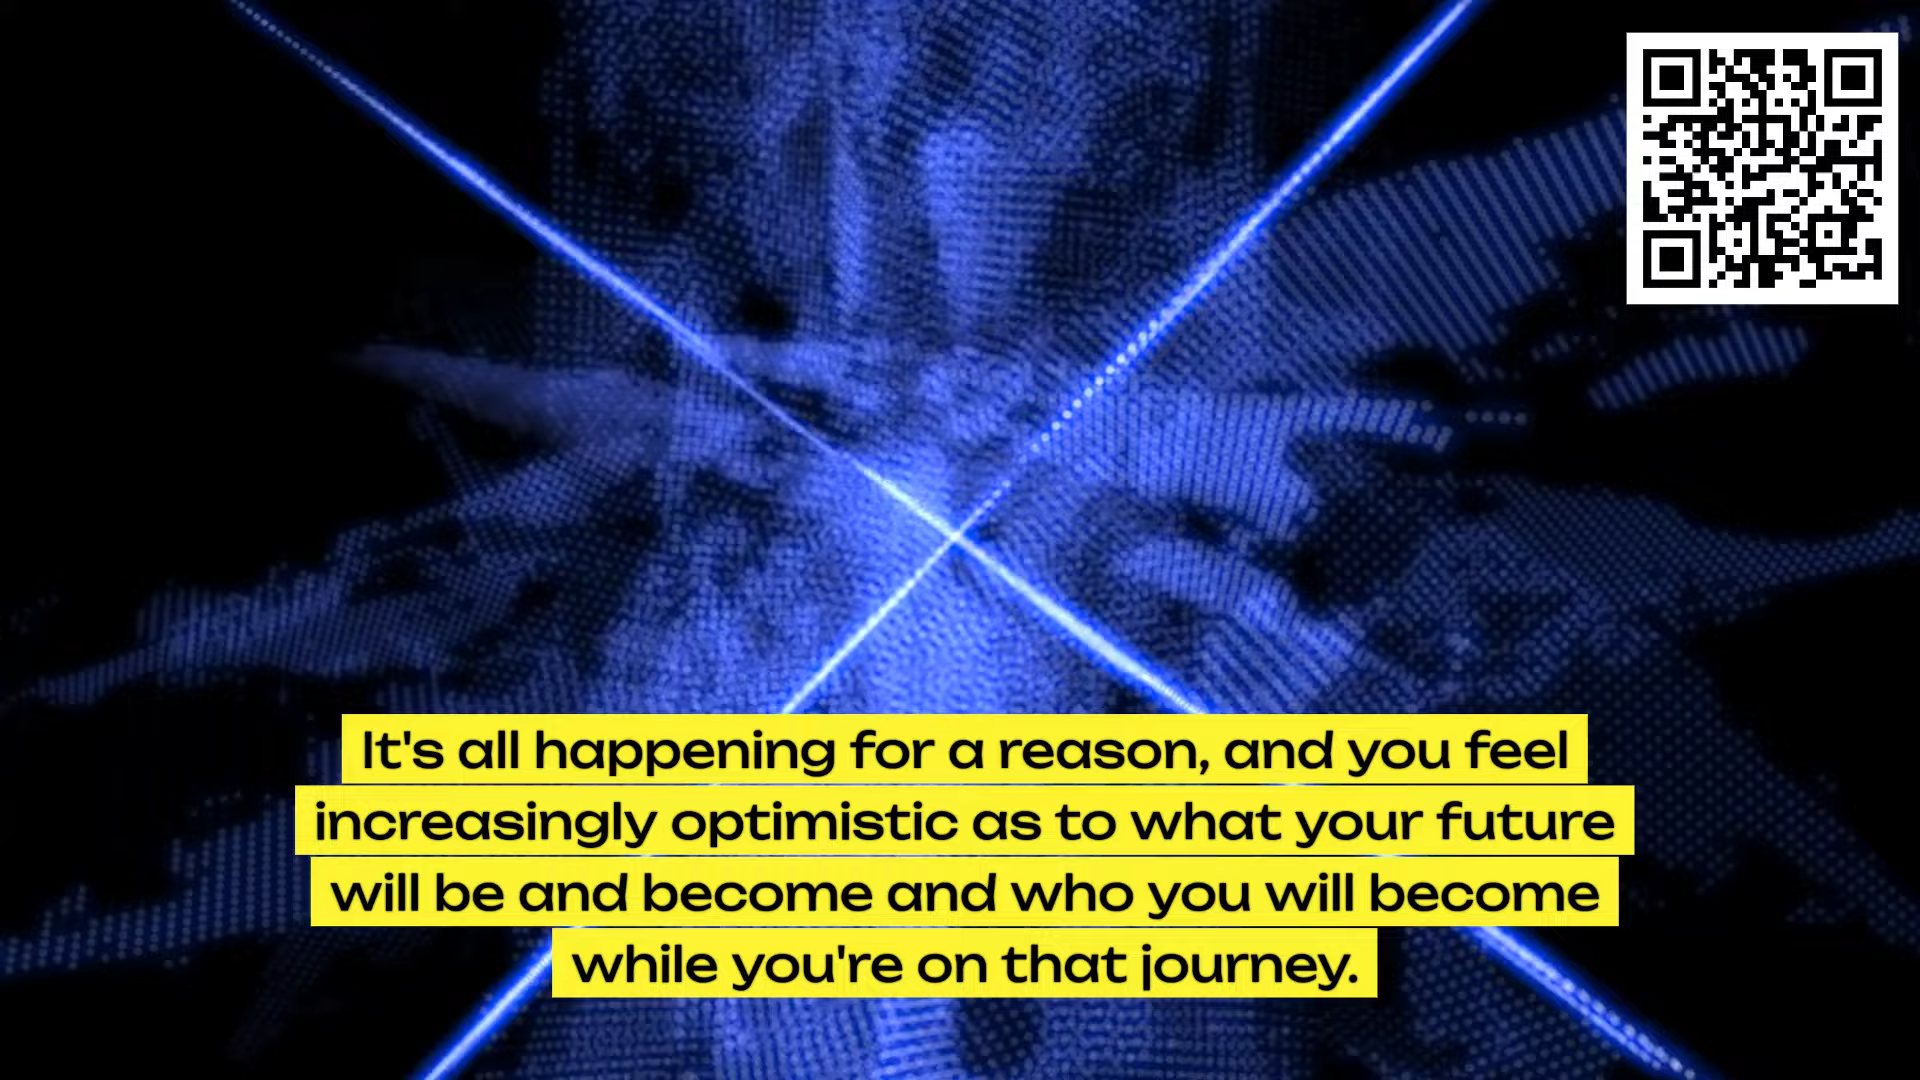 It's all happening for a reason, and you feel
increasingly optimistic as to what your future
will be and become and who you will become
while you're on that journey.